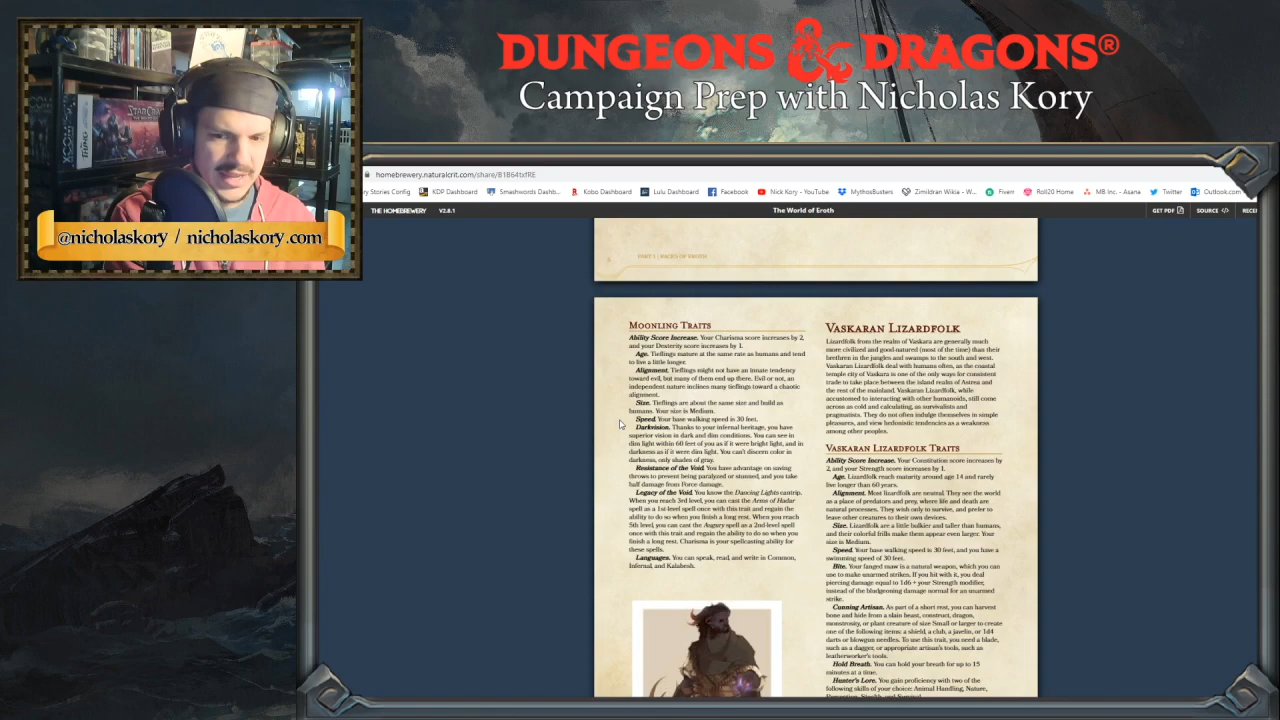 DUNGEONS & DRAGONS®
Campaign Prep with Nicholas Kory
STARCRAFT
XCOM
THING
@nicholaskory / nicholaskory.com
homebrewery.naturalcrit.com/share/
ry Stories Config KDP Dashboard Smashwords Dashb... Kobo Dashboard Lulu Dashboard Facebook Nick Kory - YouTube MythosBusters Zimildran Wikia - W... Fiverr Roll20 Home MB Inc. - Asana Twitter Outlook.com
THE HOMEBREWERY V2.8.1 The World of Eroth GET PDF SOURCE </> RECE
PART 1 | RACES OF EROTH
MOONLING TRAITS
Ability Score Increase. Your Charisma score increases by 2,
and your Dexterity score increases by 1.
Age. Tieflings mature at the same rate as humans and tend
to live a little longer.
Alignment. Tieflings might not have an innate tendency
toward evil, but many of them end up there. Evil or not, an
independent nature inclines many tieflings toward a chaotic
alignment.
Size. Tieflings are about the same size and build as
humans. Your size is Medium.
Speed. Your base walking speed is 30 feet.
Darkvision. Thanks to your infernal heritage, you have
superior vision in dark and dim conditions. You can see in
dim light within 60 feet of you as if it were bright light, and in
darkness as if it were dim light. You can't discern color in
darkness, only shades of gray.
Resistance of the Void. You have advantage on saving
throws to prevent being paralyzed or stunned, and you take
half damage from Force damage.
Legacy of the Void. You know the Dancing Lights cantrip.
When you reach 3rd level, you can cast the Arms of Hadar
spell as a 1st-level spell once with this trait and regain the
ability to do so when you finish a long rest. When you reach
5th level, you can cast the Augury spell as a 2nd-level spell
once with this trait and regain the ability to do so when you
finish a long rest. Charisma is your spellcasting ability for
these spells.
Languages. You can speak, read, and write in Common,
Infernal, and Kalabesh.
VASKARAN LIZARDFOLK
Lizardfolk from the realm of Vaskara are generally much
more civilized and good-natured (most of the time) than their
brethren in the jungles and swamps to the south and west.
Vaskaran Lizardfolk deal with humans often, as the coastal
temple city of Vaskara is one of the only ways for consistent
trade to take place between the island realm of Astrea and
the rest of the mainland. Vaskaran Lizardfolk, while
accustomed to interacting with other humanoids, still come
across as cold and calculating, as survivalists and
pragmatists. They do not often indulge themselves in simple
pleasures, and view hedonistic tendencies as a weakness
among other peoples.
VASKARAN LIZARDFOLK TRAITS
Ability Score Increase. Your Constitution score increases by
2, and your Strength score increases by 1.
Age. Lizardfolk reach maturity around age 14 and rarely
live longer than 60 years.
Alignment. Most lizardfolk are neutral. They see the world
as a place of predators and prey, where life and death are
natural processes. They wish only to survive, and prefer to
leave other creatures to their own devices.
Size. Lizardfolk are a little bulkier and taller than humans,
and their colorful frills make them appear even larger. Your
size is Medium.
Speed. Your base walking speed is 30 feet, and you have a
swimming speed of 30 feet.
Bite. Your fanged maw is a natural weapon, which you can
use to make unarmed strikes. If you hit with it, you deal
piercing damage equal to 1d6 + your Strength modifier,
instead of the bludgeoning damage normal for an unarmed
strike.
Cunning Artisan. As part of a short rest, you can harvest
bone and hide from a slain beast, construct, dragon,
monstrosity, or plant creature of size Small or larger to create
one of the following items: a shield, a club, a javelin, or 1d4
darts or blowgun needles. To use this trait, you need a blade,
such as a dagger, or appropriate artisan's tools, such as
leatherworker's tools.
Hold Breath. You can hold your breath for up to 15
minutes at a time.
Hunter's Lore. You gain proficiency with two of the
following skills of your choice: Animal Handling, Nature,
Perception, Stealth, and Survival.